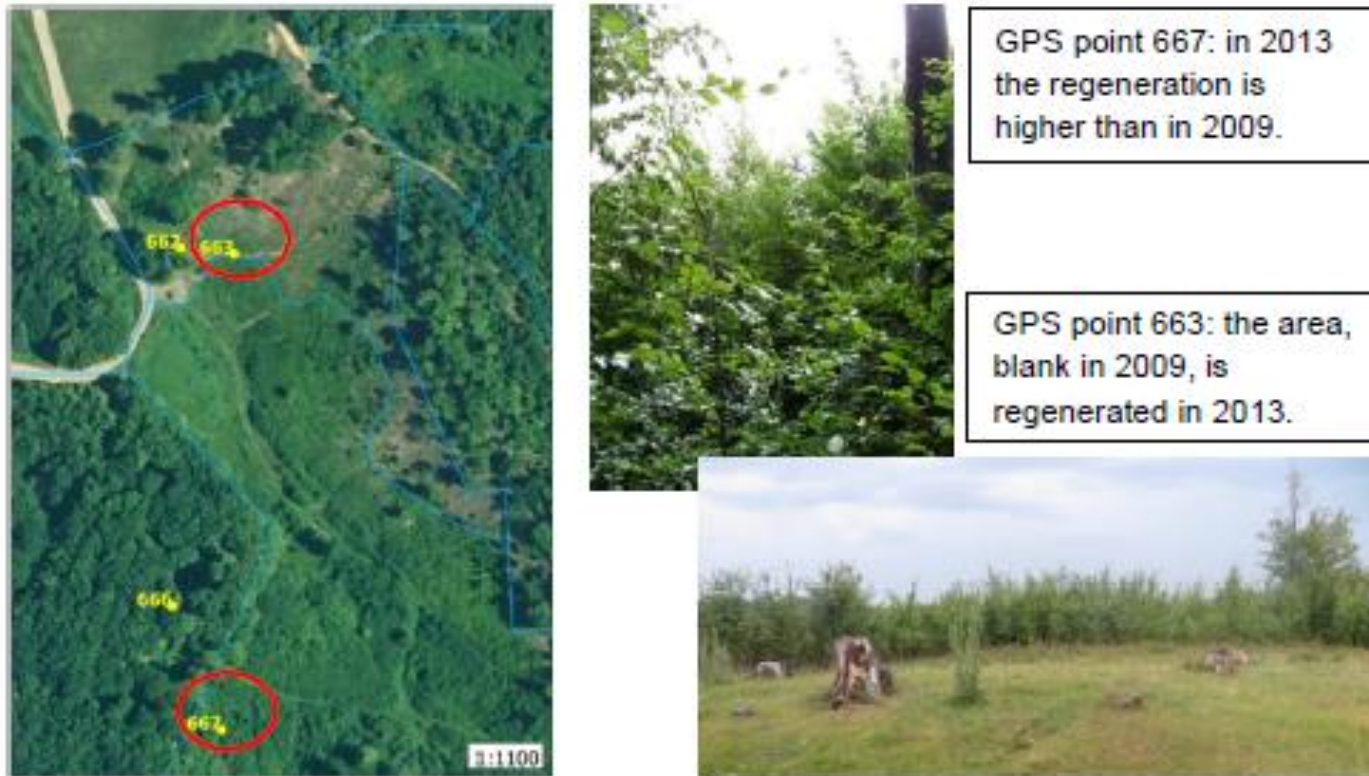 662
663
666
667
1:1100
GPS point 667: in 2013
the regeneration is
higher than in 2009.
GPS point 663: the area,
blank in 2009, is
regenerated in 2013.